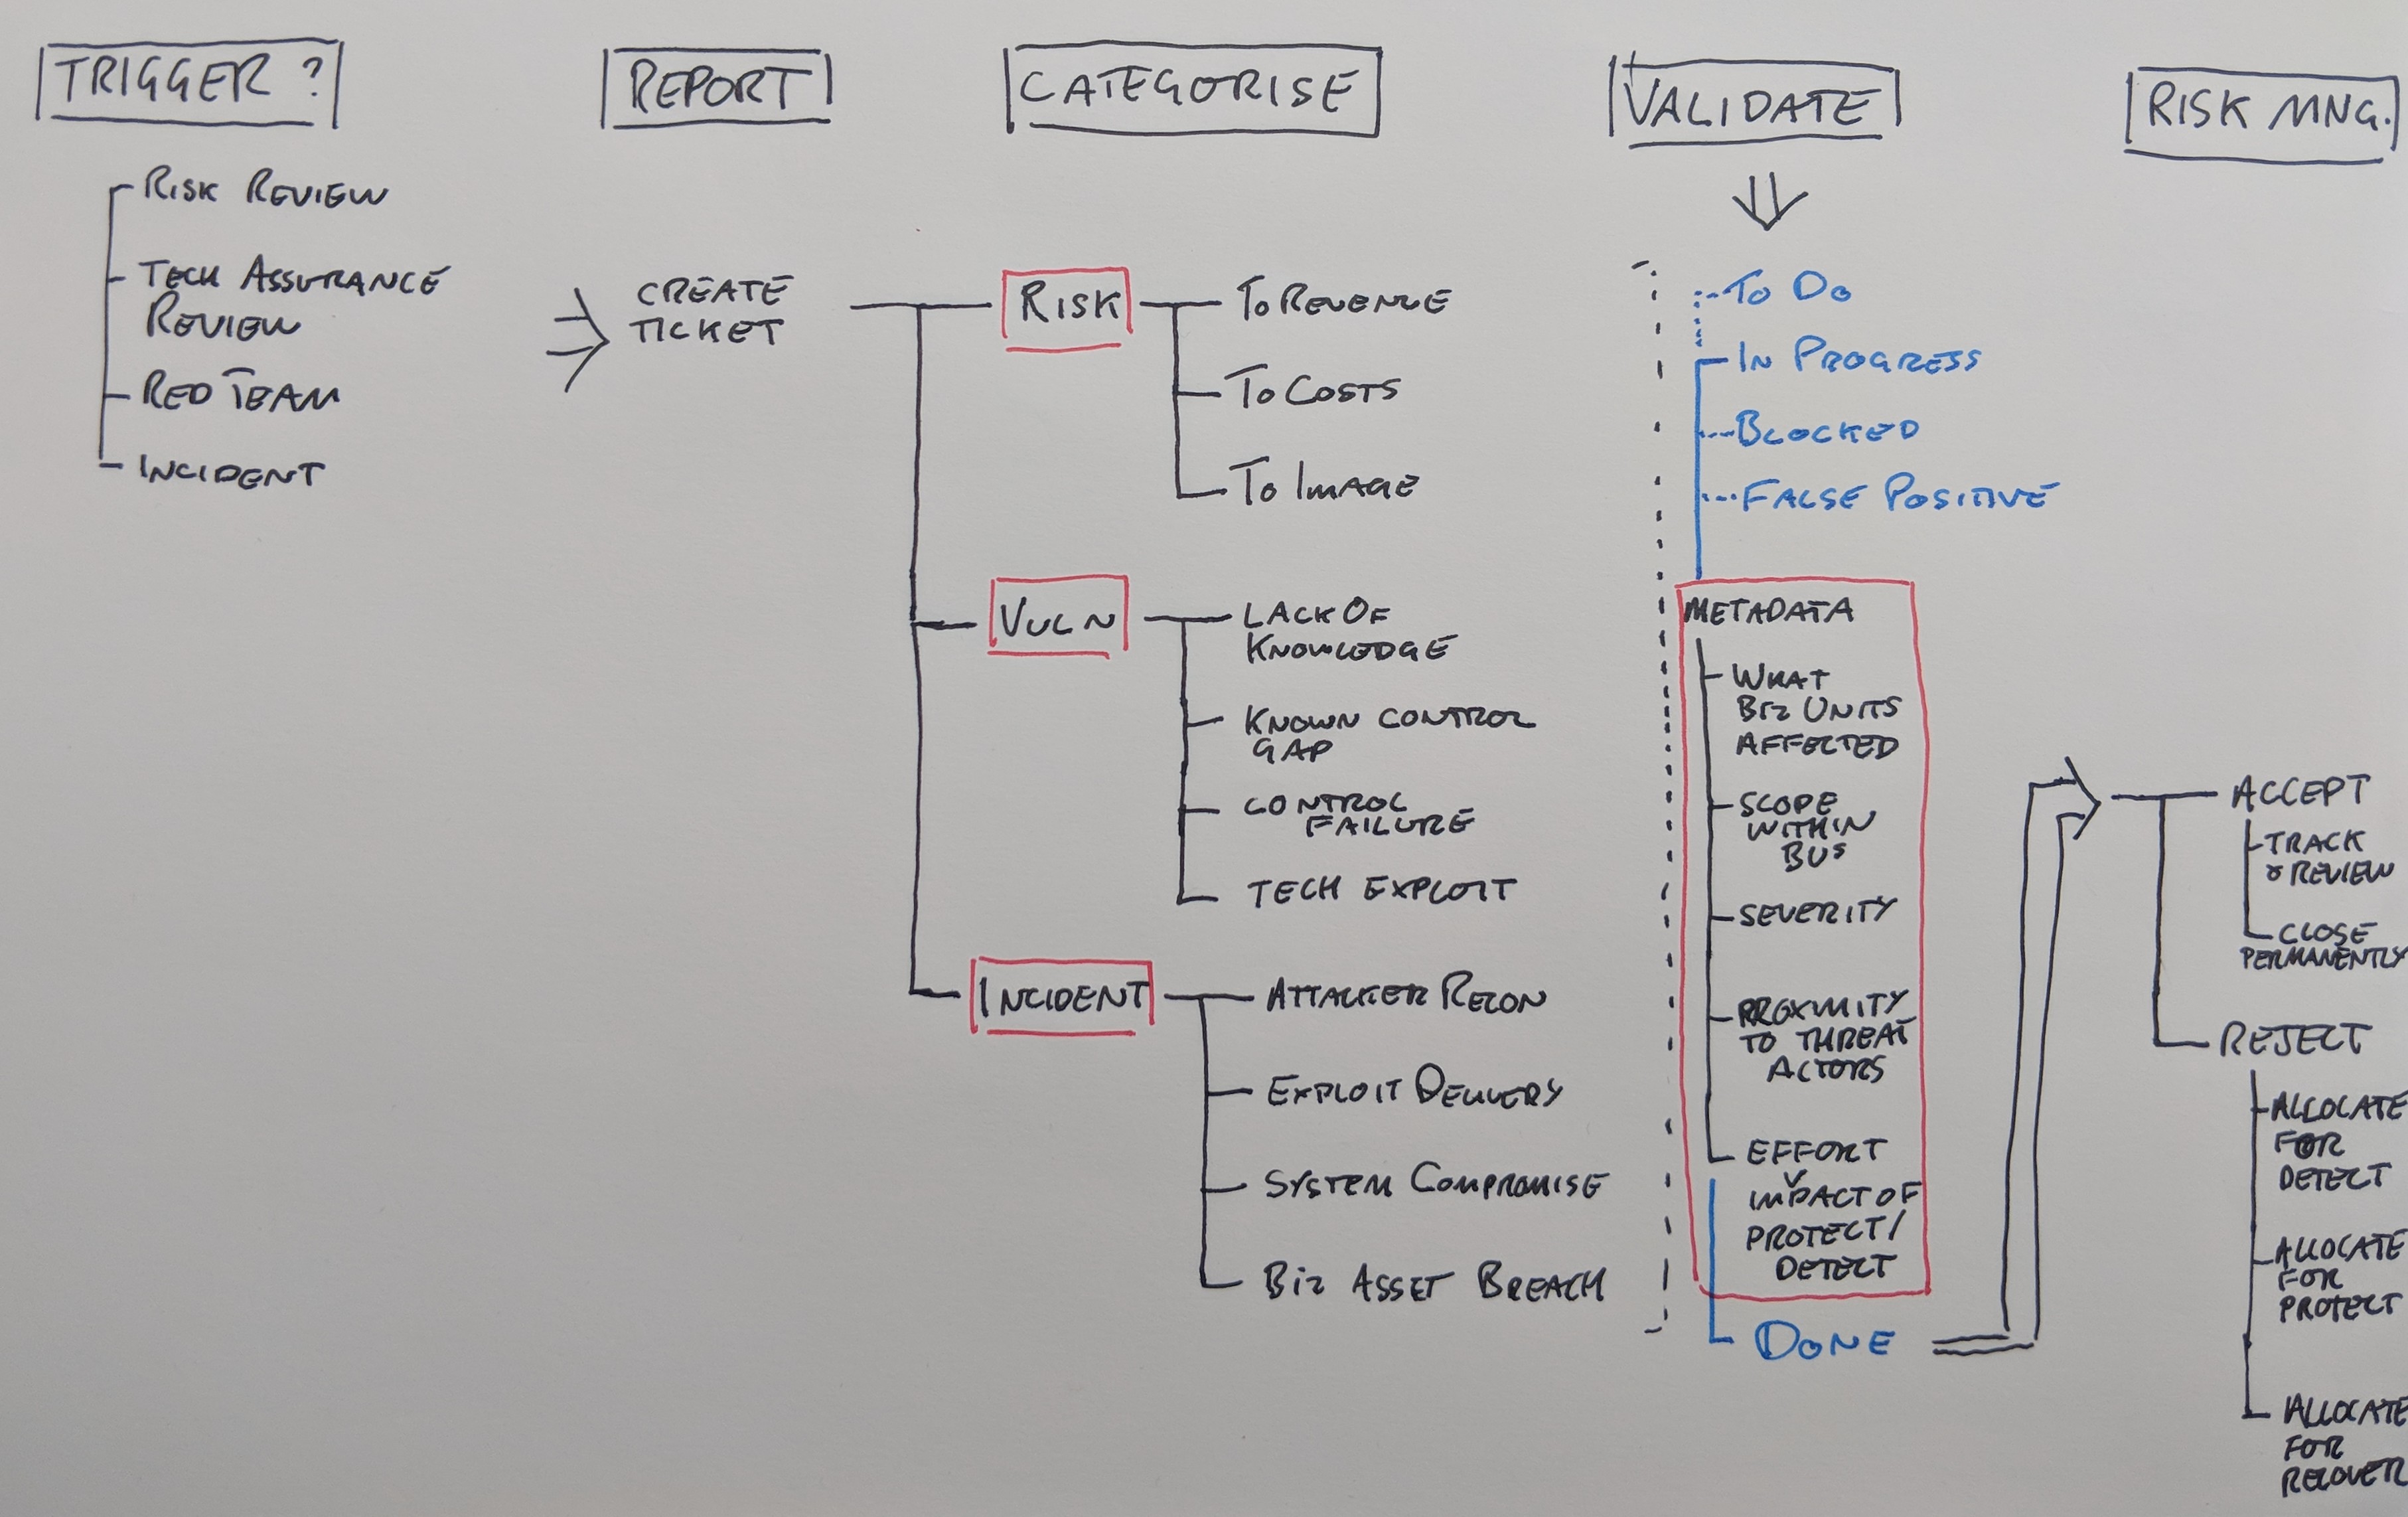 TRIGGER ?
RISK REVIEW
TECH ASSURANCE
REVIEW
RED TEAM
INCIDENT
REPORT
CREATE
TICKET
CATEGORISE
RISK
TO REVENUE
TO COSTS
TO IMAGE
VULN
LACK OF
KNOWLEDGE
KNOWN CONTROL
GAP
CONTROL
FAILURE
TECH EXPLOIT
INCIDENT
ATTACKER RECON
EXPLOIT DELIVERY
SYSTEM COMPROMISE
BIZ ASSET BREACH
VALIDATE
TO DO
IN PROGRESS
BLOCKED
FALSE POSITIVE
METADATA
WHAT
BIZ UNITS
AFFECTED
SCOPE
WITHIN
BUs
SEVERITY
PROXIMITY
TO THREAT
ACTORS
EFFORT
V
IMPACT OF
PROTECT/
DETECT
DONE
RISK MNG.
ACCEPT
TRACK
& REVIEW
CLOSE
PERMANENTLY
REJECT
ALLOCATE
FOR
DETECT
ALLOCATE
FOR
PROTECT
ALLOCATE
FOR
RECOVER